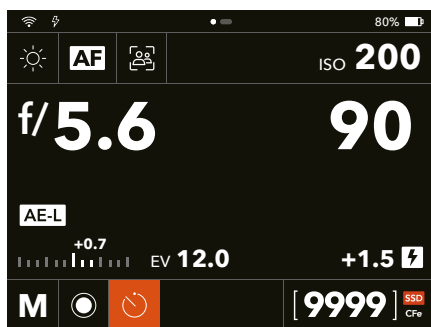 80%
AF ISO 200
f/5.6 90
AE-L
+0.7
EV 12.0 +1.5
M [9999] SSD
CFe